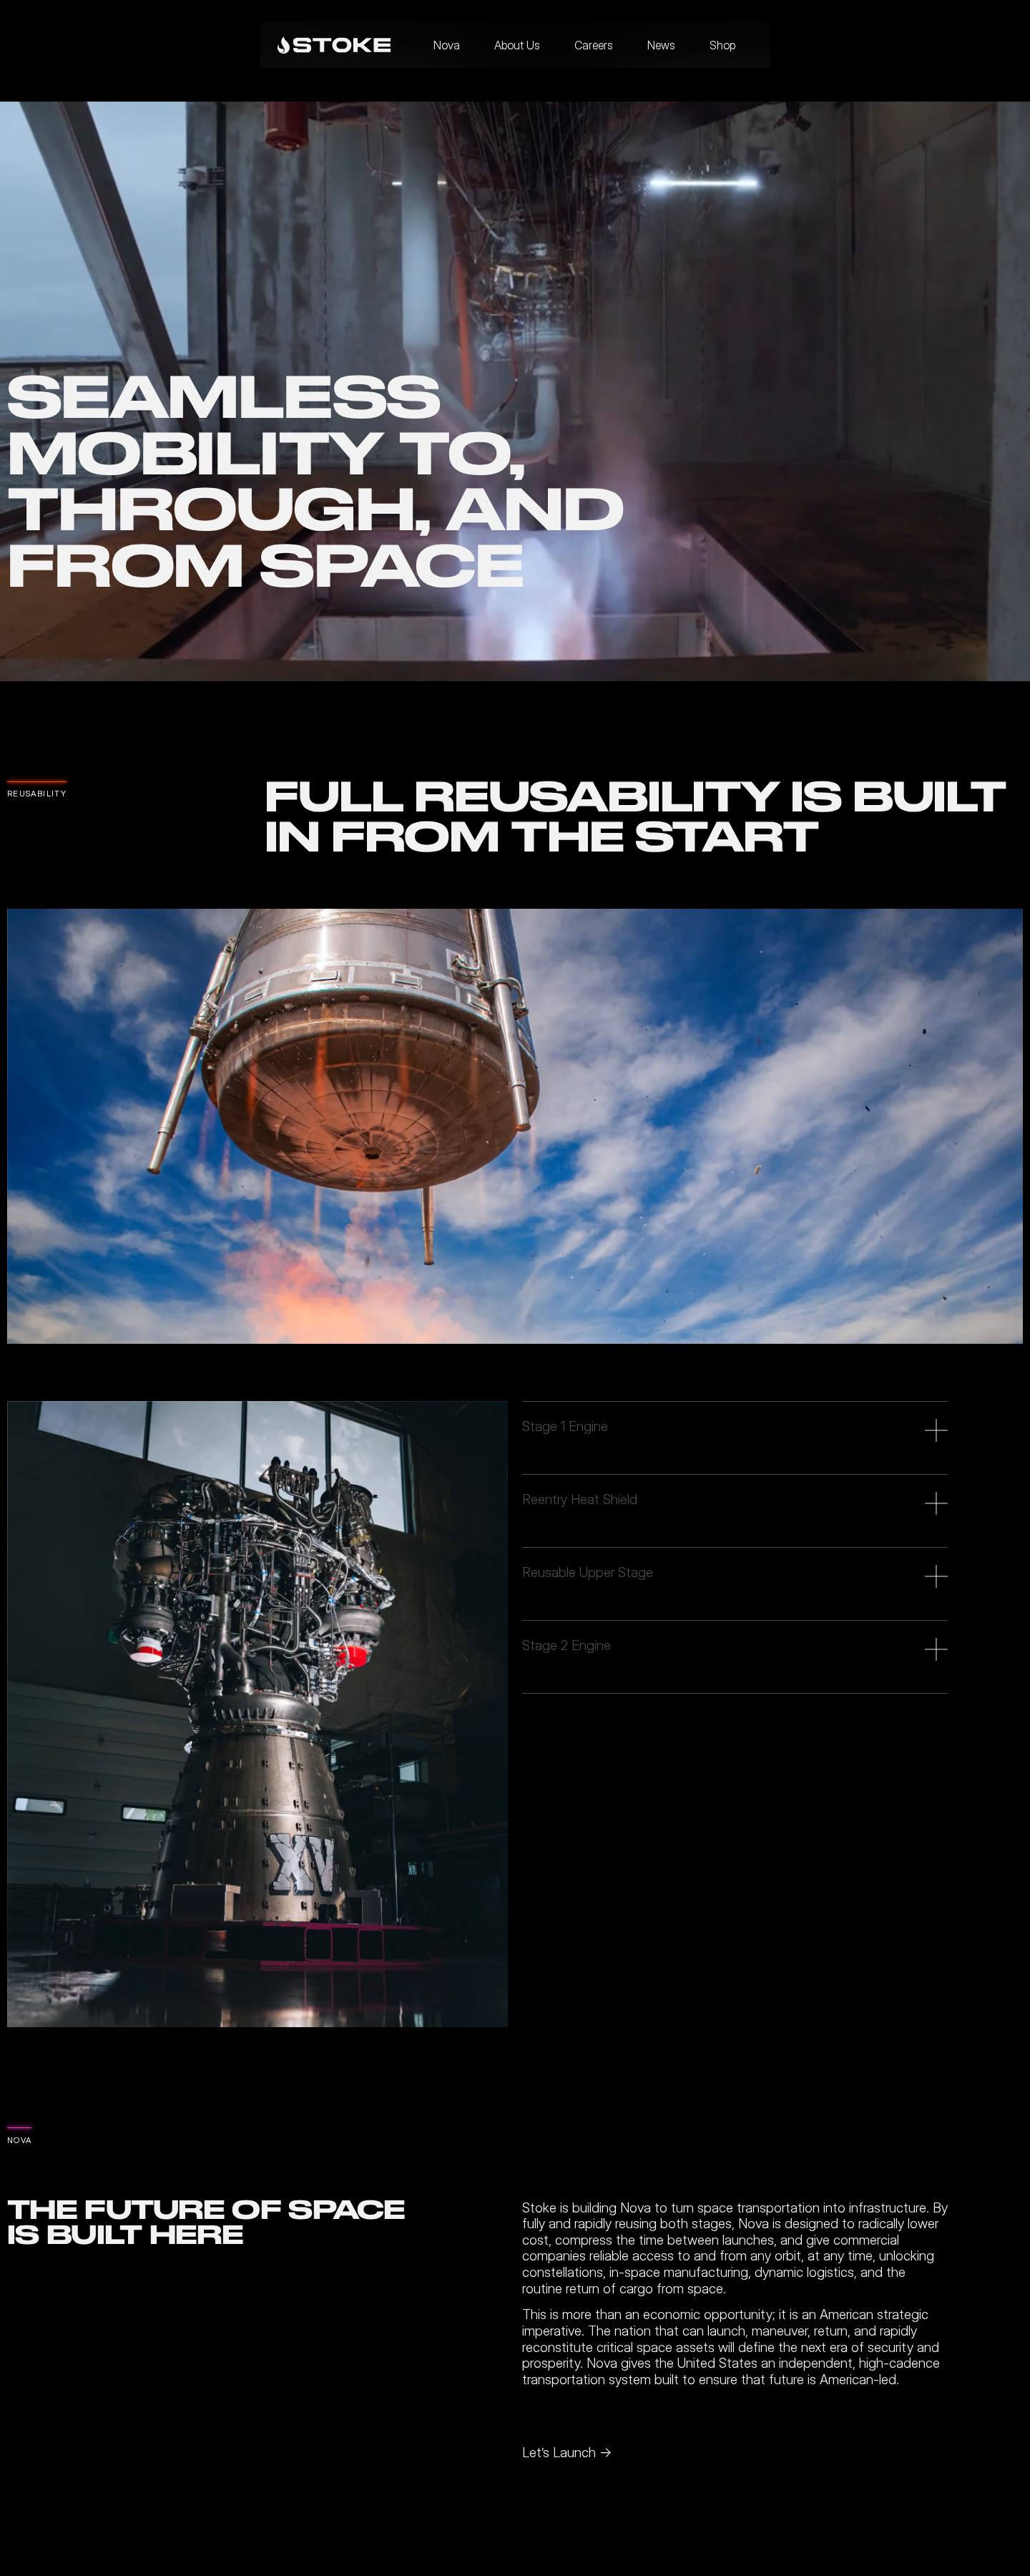 STOKE
Nova
About Us
Careers
News
Shop
SEAMLESS
MOBILITY TO,
THROUGH, AND
FROM SPACE
REUSABILITY
FULL REUSABILITY IS BUILT
IN FROM THE START
Stage 1 Engine
Reentry Heat Shield
Reusable Upper Stage
Stage 2 Engine
XV
NOVA
THE FUTURE OF SPACE
IS BUILT HERE
Stoke is building Nova to turn space transportation into infrastructure. By
fully and rapidly reusing both stages, Nova is designed to radically lower
cost, compress the time between launches, and give commercial
companies reliable access to and from any orbit, at any time, unlocking
constellations, in-space manufacturing, dynamic logistics, and the
routine return of cargo from space.
This is more than an economic opportunity; it is an American strategic
imperative. The nation that can launch, maneuver, return, and rapidly
reconstitute critical space assets will define the next era of security and
prosperity. Nova gives the United States an independent, high-cadence
transportation system built to ensure that future is American-led.
Let's Launch →